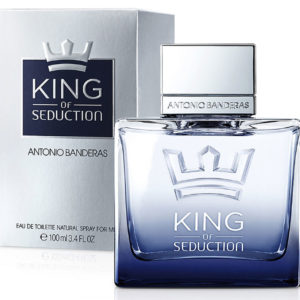 KING
OF
SEDUCTION
ANTONIO BANDERAS
EAU DE TOILETTE NATURAL SPRAY FOR
100ml 3.4 FL.OZ
ANTONIO BANDERAS
KING
OF
SEDUCTION